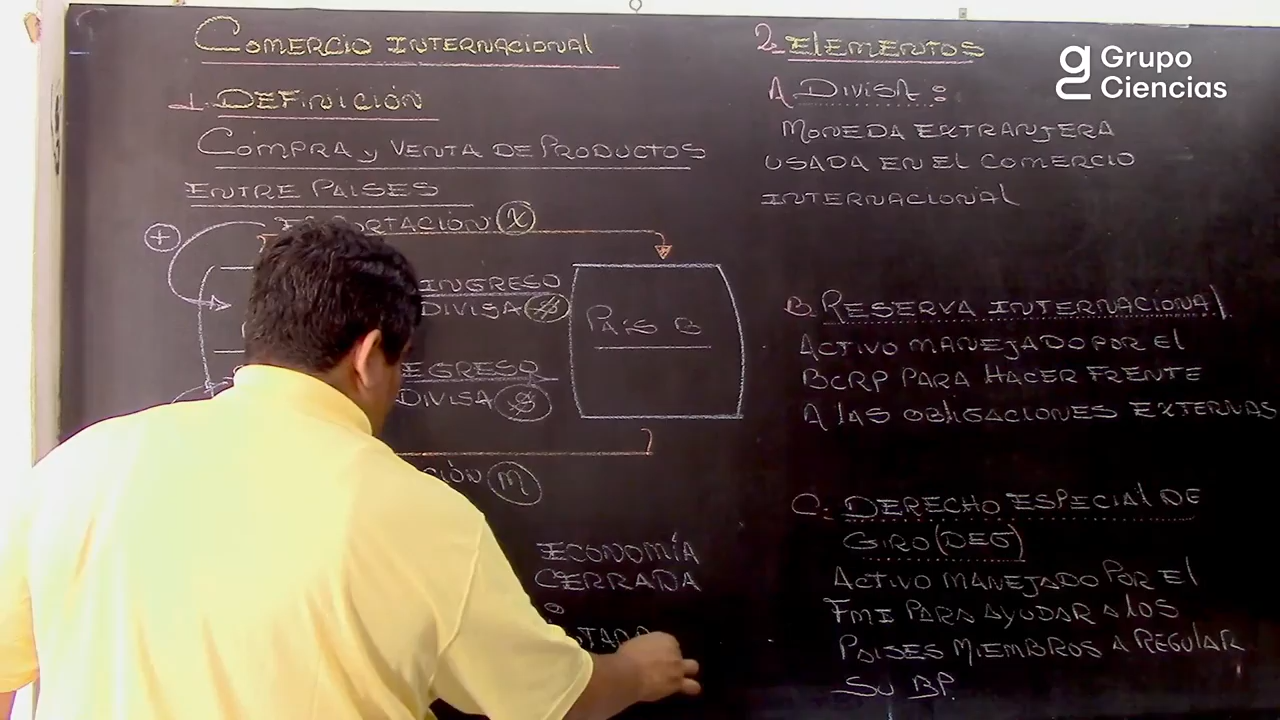 COMERCIO INTERNACIONAL
1. DEFINICIÓN
COMPRA y VENTA DE PRODUCTOS
ENTRE PAISES
(X)
(+)
INGRESO
DIVISA ($)
PAIS B
EGRESO
DIVISA ($)
(M)
ECONOMÍA
CERRADA
2. ELEMENTOS
A. DIVISA:
MONEDA EXTRANJERA
USADA EN EL COMERCIO
INTERNACIONAL
B. RESERVA INTERNACIONAL
ACTIVO MANEJADO POR EL
BCRP PARA HACER FRENTE
A LAS OBLIGACIONES EXTERNAS
C. DERECHO ESPECIAL DE
GIRO (DEG)
ACTIVO MANEJADO POR EL
FMI PARA AYUDAR A LOS
PAISES MIEMBROS A REGULAR
SU BP.
Grupo
Ciencias